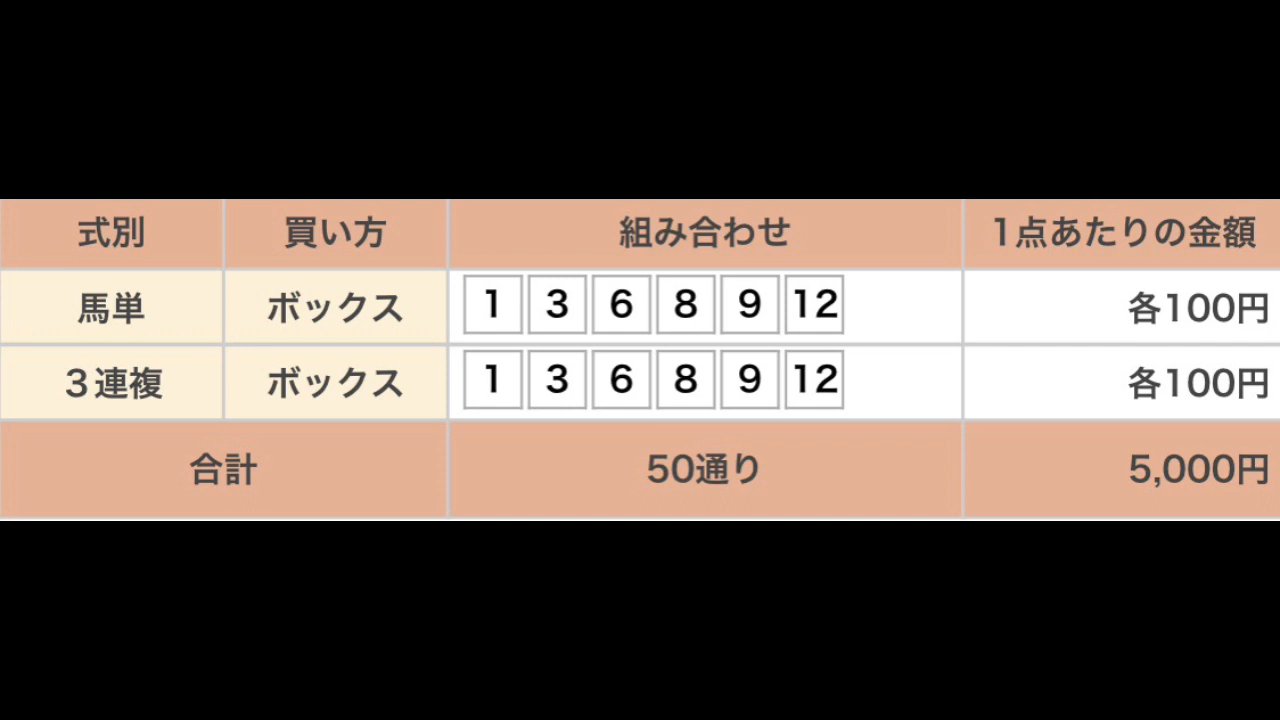 式別 買い方 組み合わせ 1点あたりの金額
馬単 ボックス 1 3 6 8 9 12 各100円
３連複 ボックス 1 3 6 8 9 12 各100円
合計 50通り 5,000円